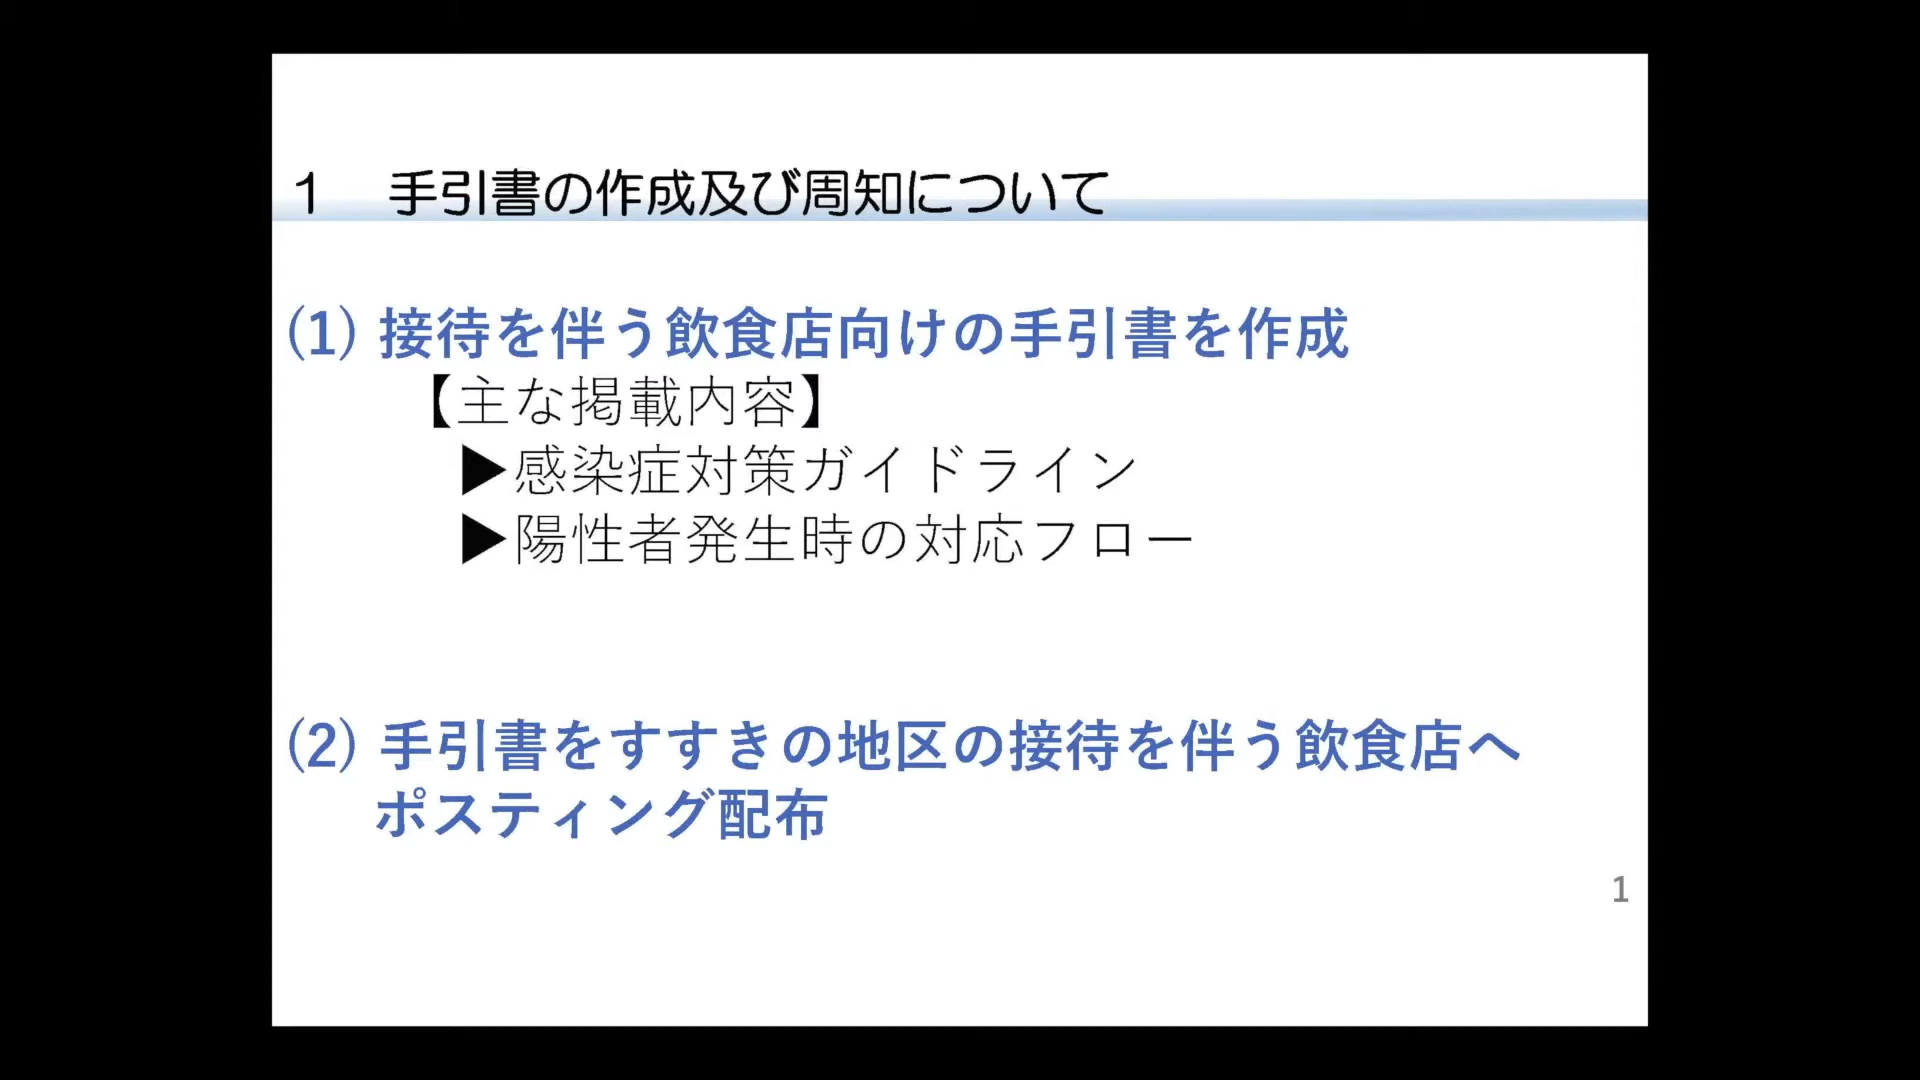 １　手引書の作成及び周知について
(1) 接待を伴う飲食店向けの手引書を作成
【主な掲載内容】
▶感染症対策ガイドライン
▶陽性者発生時の対応フロー
(2) 手引書をすすきの地区の接待を伴う飲食店へ
ポスティング配布
1